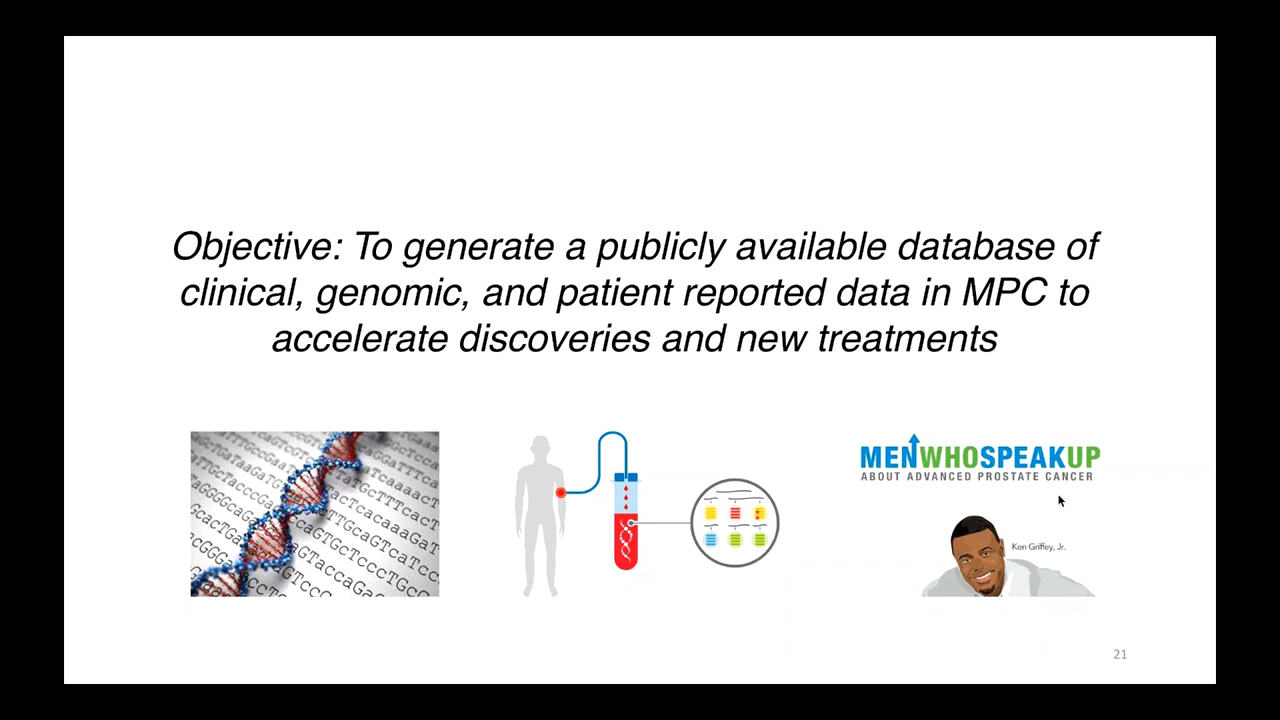 Objective: To generate a publicly available database of
clinical, genomic, and patient reported data in MPC to
accelerate discoveries and new treatments
MENWHOSPEAKUP
ABOUT ADVANCED PROSTATE CANCER
Ken Griffey, Jr.
21